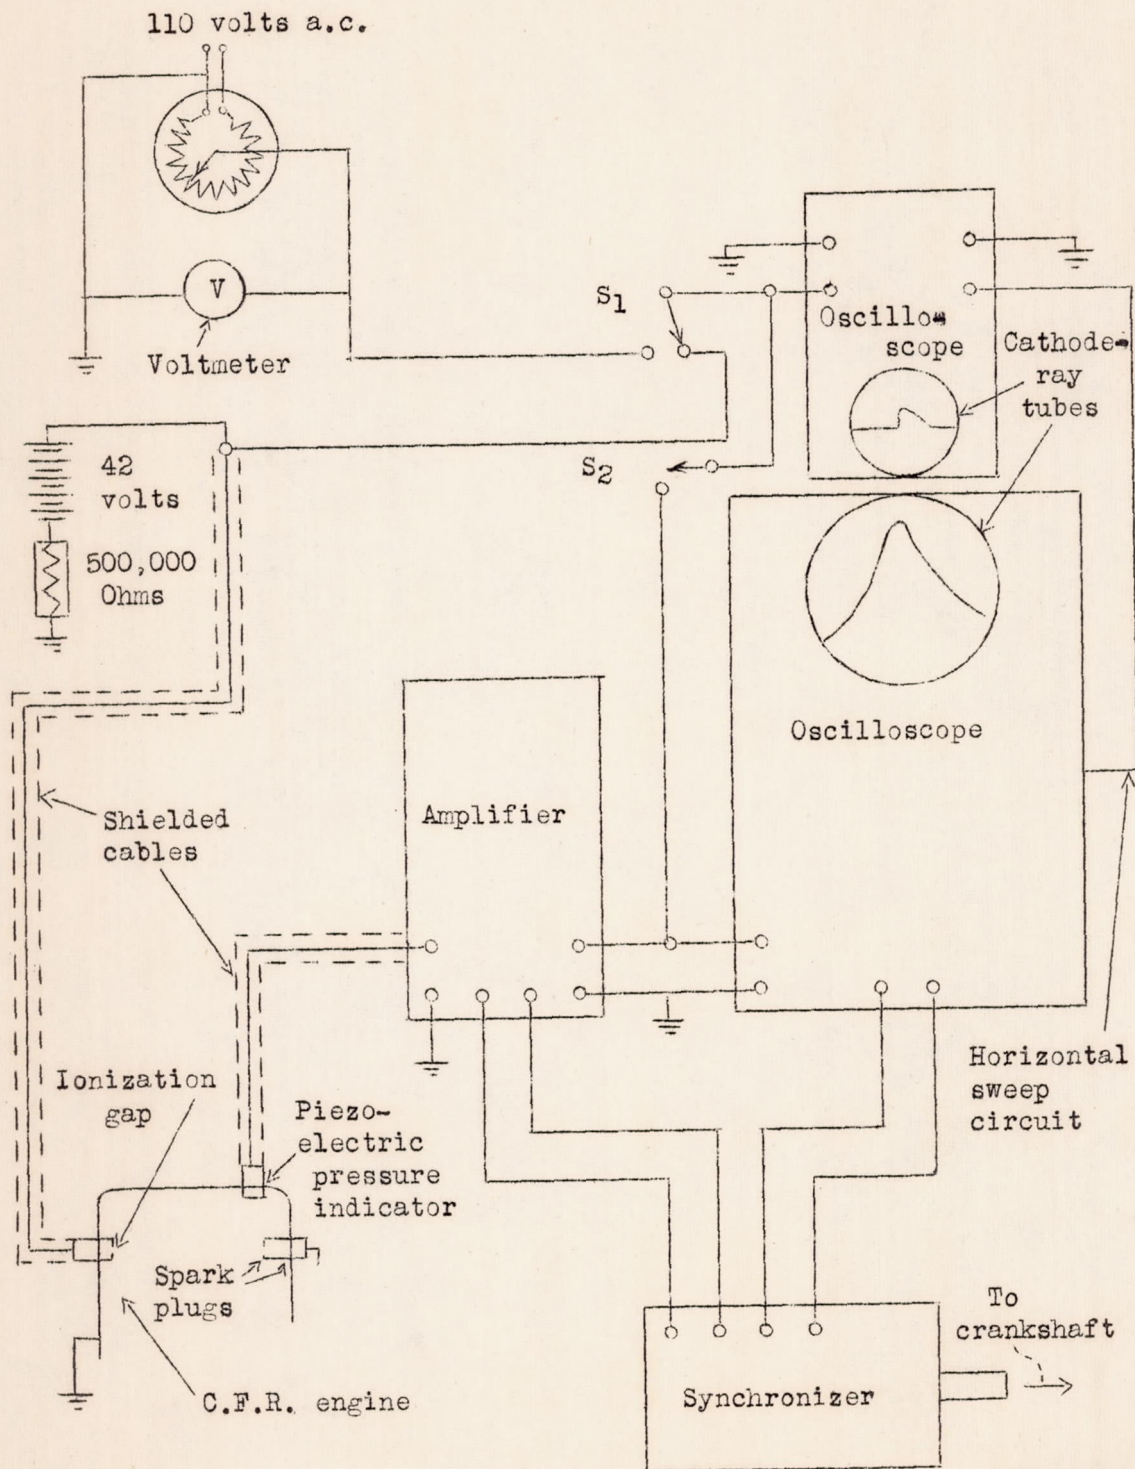 110 volts a.c.
V
Voltmeter
S1
Oscillo-
scope
Cathode-
ray
tubes
42
volts
S2
500,000
Ohms
Oscilloscope
Amplifier
Shielded
cables
Ionization
gap
Piezo-
electric
pressure
indicator
Horizontal
sweep
circuit
Spark
plugs
To
crankshaft
C.F.R. engine
Synchronizer